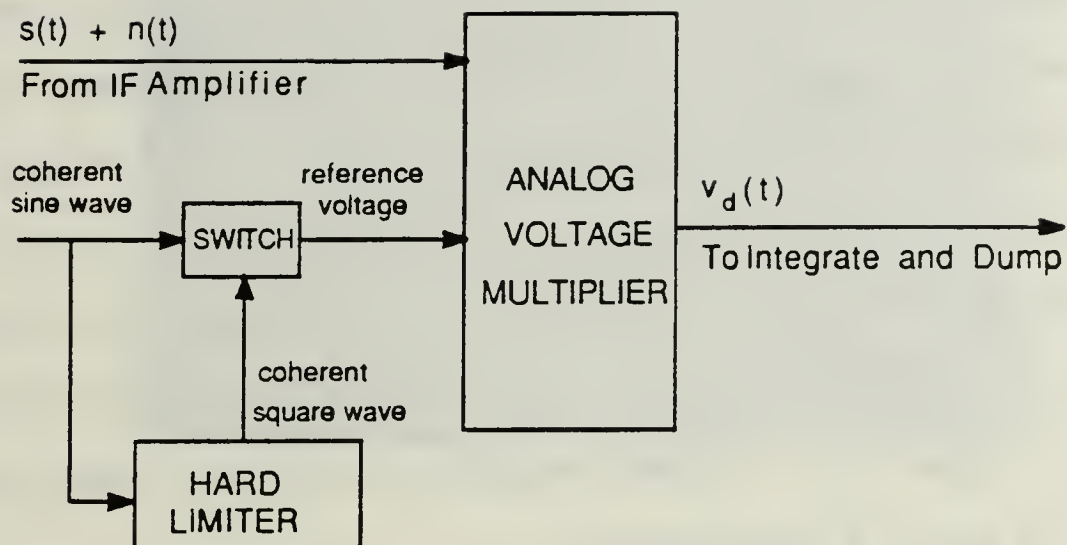 s(t) + n(t)
From IF Amplifier
coherent
sine wave
reference
voltage
SWITCH
ANALOG
VOLTAGE
MULTIPLIER
v_d(t)
To Integrate and Dump
coherent
square wave
HARD
LIMITER